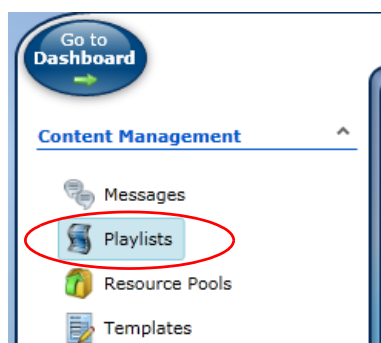 Go to
Dashboard
Content Management
Messages
Playlists
Resource Pools
Templates